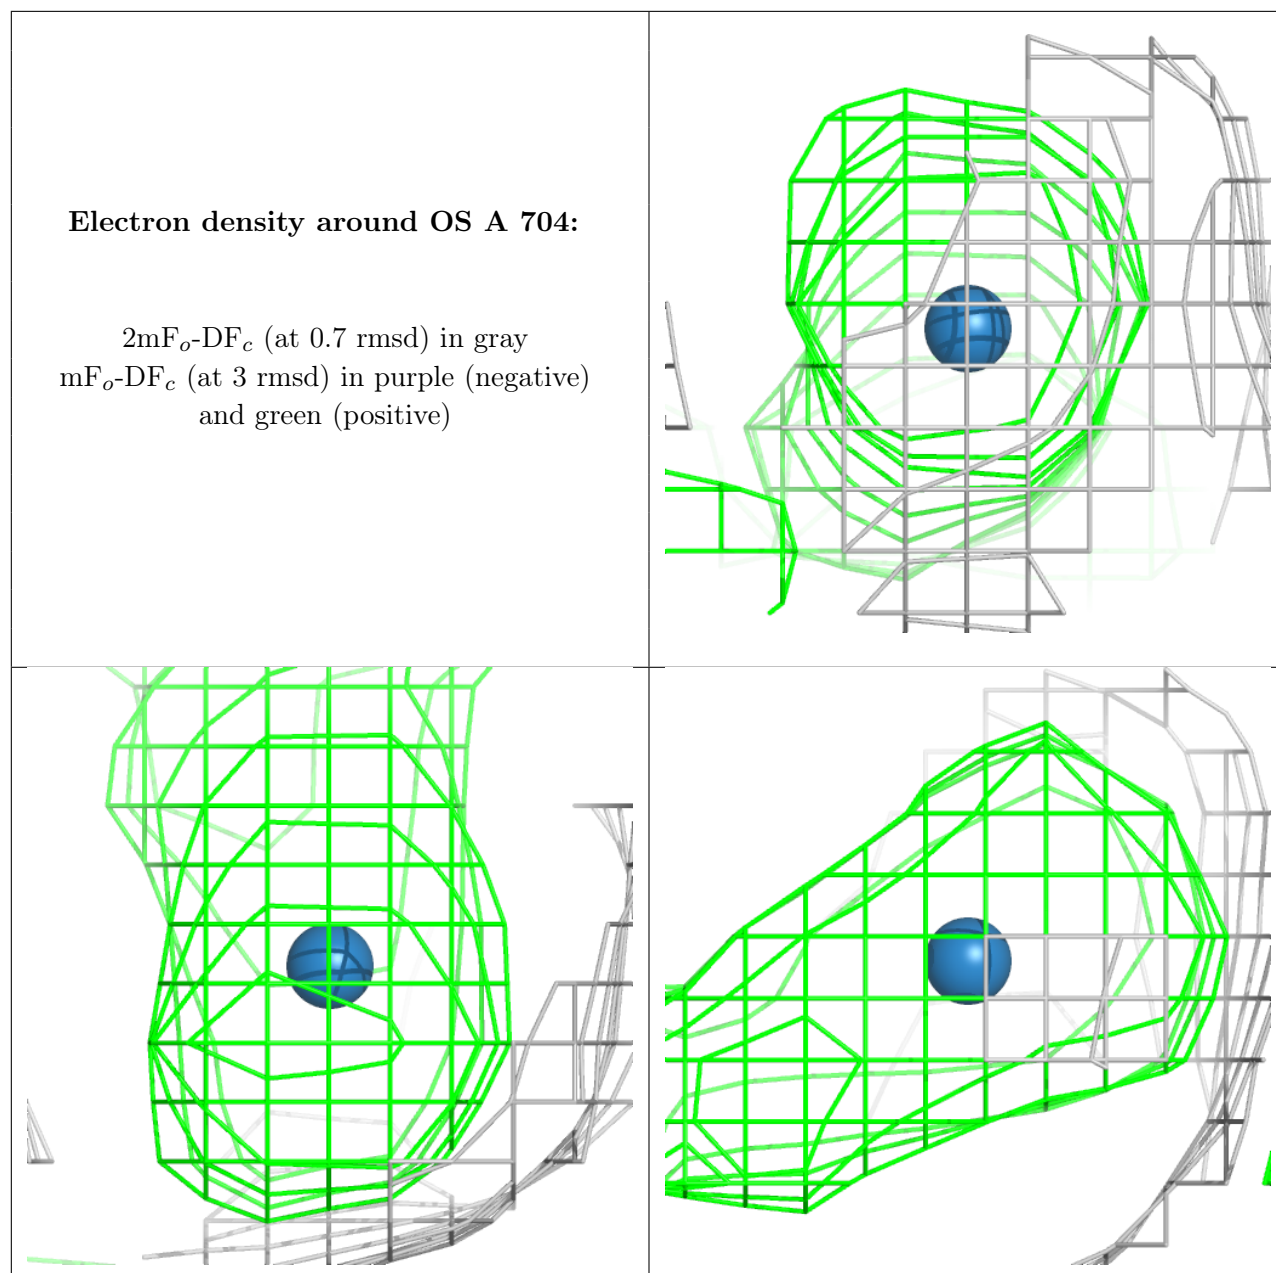 Electron density around OS A 704:
2mFo-DFc (at 0.7 rmsd) in gray
mFo-DFc (at 3 rmsd) in purple (negative)
and green (positive)